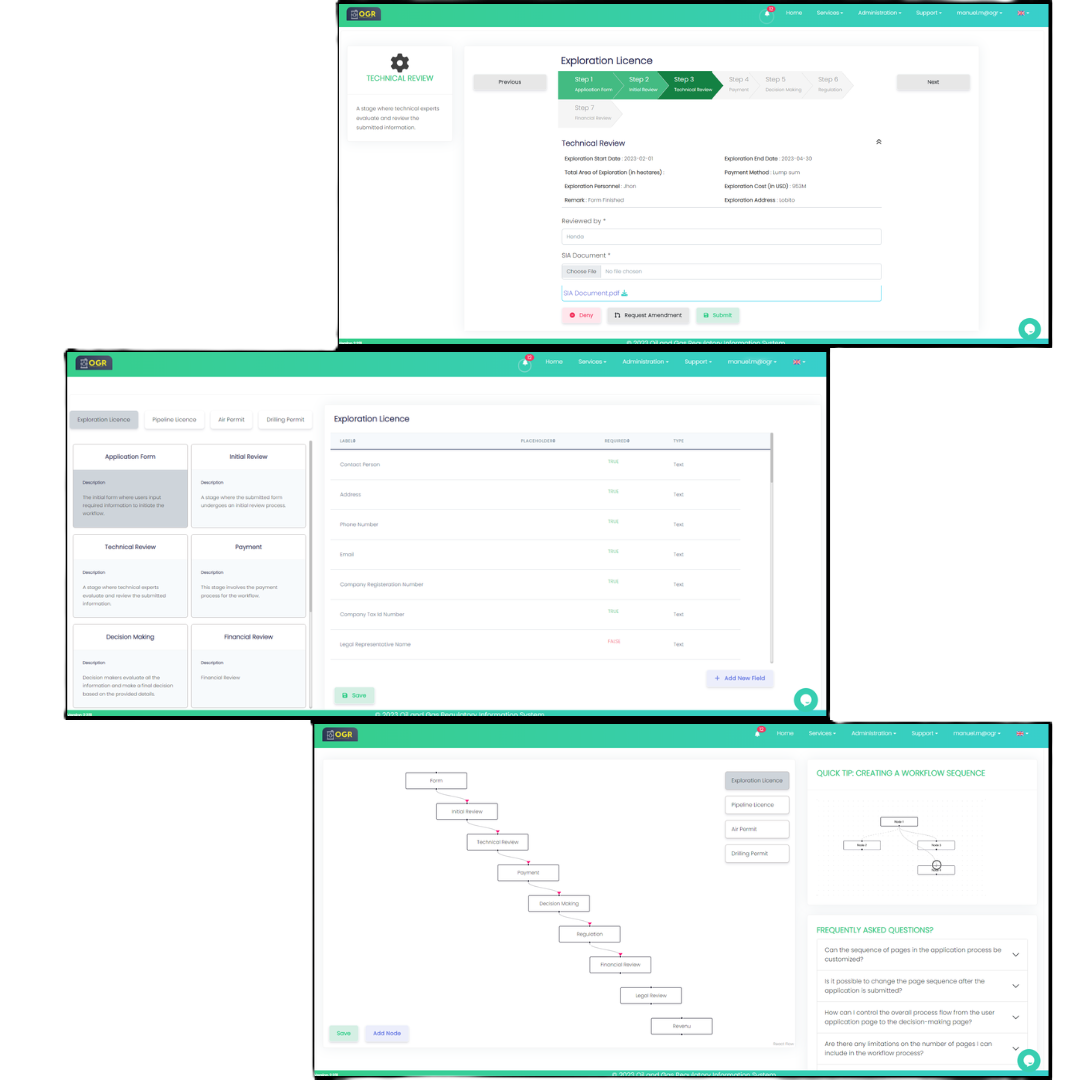 OGR
12
Home
Services
Administration
Support
manuel.m@ogr
TECHNICAL REVIEW
A stage where technical experts
evaluate and review the
submitted information.
Previous
Exploration Licence
Next
Step 1
Application Form
Step 2
Initial Review
Step 3
Technical Review
Step 4
Payment
Step 5
Decision Making
Step 6
Reguation
Step 7
Financial Review
Technical Review
Exploration Start Date : 2023-02-01
Exploration End Date : 2023-04-30
Total Area of Exploration (in hectares) :
Payment Method : Lump sum
Exploration Personnel : Jhon
Exploration Cost (in USD) : 953M
Remark : Form Finished
Exploration Address : Lobito
Reviewed by *
SIA Document *
Choose File No file chosen
SIA Document.pdf
Deny
Request Amendment
Submit
© 2023 Oil and Gas Regulatory Information System
OGR
12
Home
Services
Administration
Support
manuel.m@ogr
Exploration Licence
Pipeline Licence
Air Permit
Drilling Permit
Application Form
Description
The initial form where users input
required information to initiate the
workflow
Initial Review
Description
A stage where the submitted form
undergoes an initial review process.
Technical Review
Description
A stage where technical experts
evaluate and review the submitted
information.
Payment
Description
This stage involves the payment
process for the workflow.
Decision Making
Description
Decision makers evaluate all the
information and make a final decision
based on the provided details.
Financial Review
Description
Financial Review
Exploration Licence
LABEL PLACEHOLDER REQUIRED TYPE
Contact Person TRUE Text
Address TRUE Text
Phone Number TRUE Text
Email TRUE Text
Company Registeration Number TRUE Text
Company Tax Id Number TRUE Text
Legal Representative Name FALSE Text
+ Add New Field
Save
© 2023 Oil and Gas Regulatory Information System
OGR
12
Home
Services
Administration
Support
manuel.m@ogr
Form
Initial Review
Technical Review
Payment
Decision Making
Reguation
Financial Review
Legal Review
Revenu
Save
Add Node
React Flow
Exploration Licence
Pipeline Licence
Air Permit
Drilling Permit
QUICK TIP: CREATING A WORKFLOW SEQUENCE
Node 1
Node 2
Node 3
FREQUENTLY ASKED QUESTIONS?
Can the sequence of pages in the application process be
customized?
Is it possible to change the page sequence after the
application is submitted?
How can I control the overall process flow from the user
application page to the decision-making page?
Are there any limitations on the number of pages I can
include in the workflow process?
© 2023 Oil and Gas Regulatory Information System